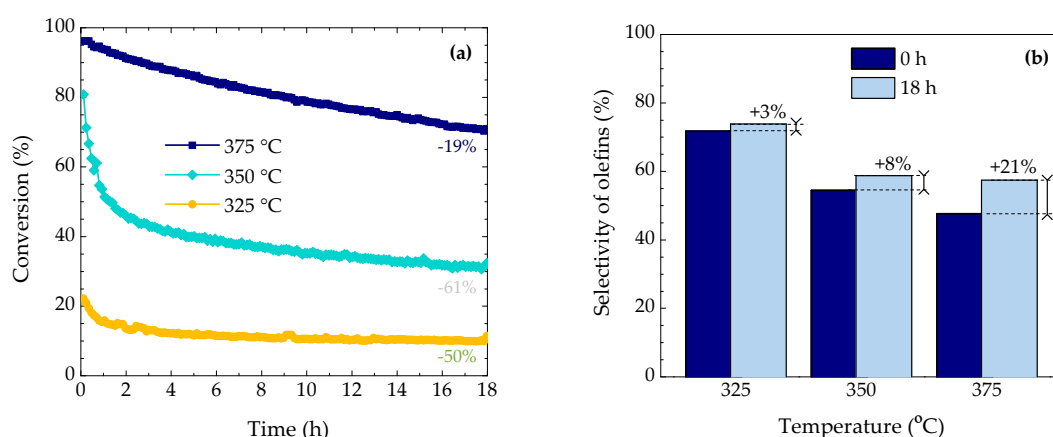 100
80
60
40
20
0
Conversion (%)
(a)
375 °C
350 °C
325 °C
-19%
-61%
-50%
0 2 4 6 8 10 12 14 16 18
Time (h)
100
80
60
40
20
0
Selectivity of olefins (%)
(b)
0 h
18 h
+3%
+8%
+21%
325 350 375
Temperature (°C)